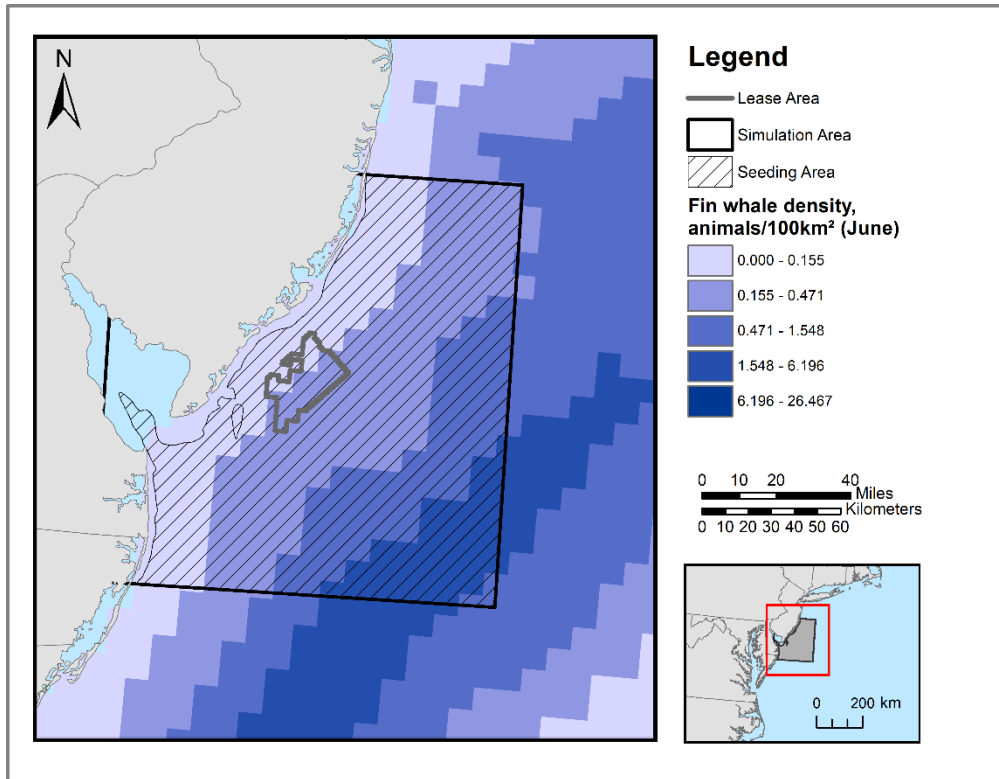 N
Legend
Lease Area
Simulation Area
Seeding Area
Fin whale density,
animals/100km² (June)
0.000 - 0.155
0.155 - 0.471
0.471 - 1.548
1.548 - 6.196
6.196 - 26.467
0 10 20 40
Miles
Kilometers
0 10 20 30 40 50 60
0 200 km